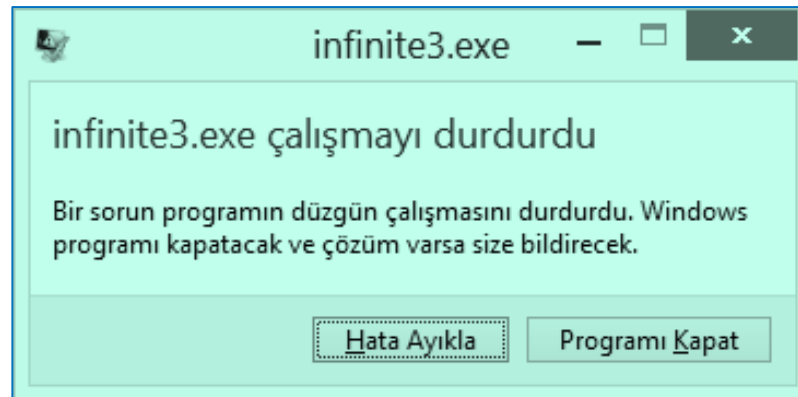 infinite3.exe
infinite3.exe çalışmayı durdurdu
Bir sorun programın düzgün çalışmasını durdurdu. Windows
programı kapatacak ve çözüm varsa size bildirecek.
Hata Ayıkla
Programı Kapat